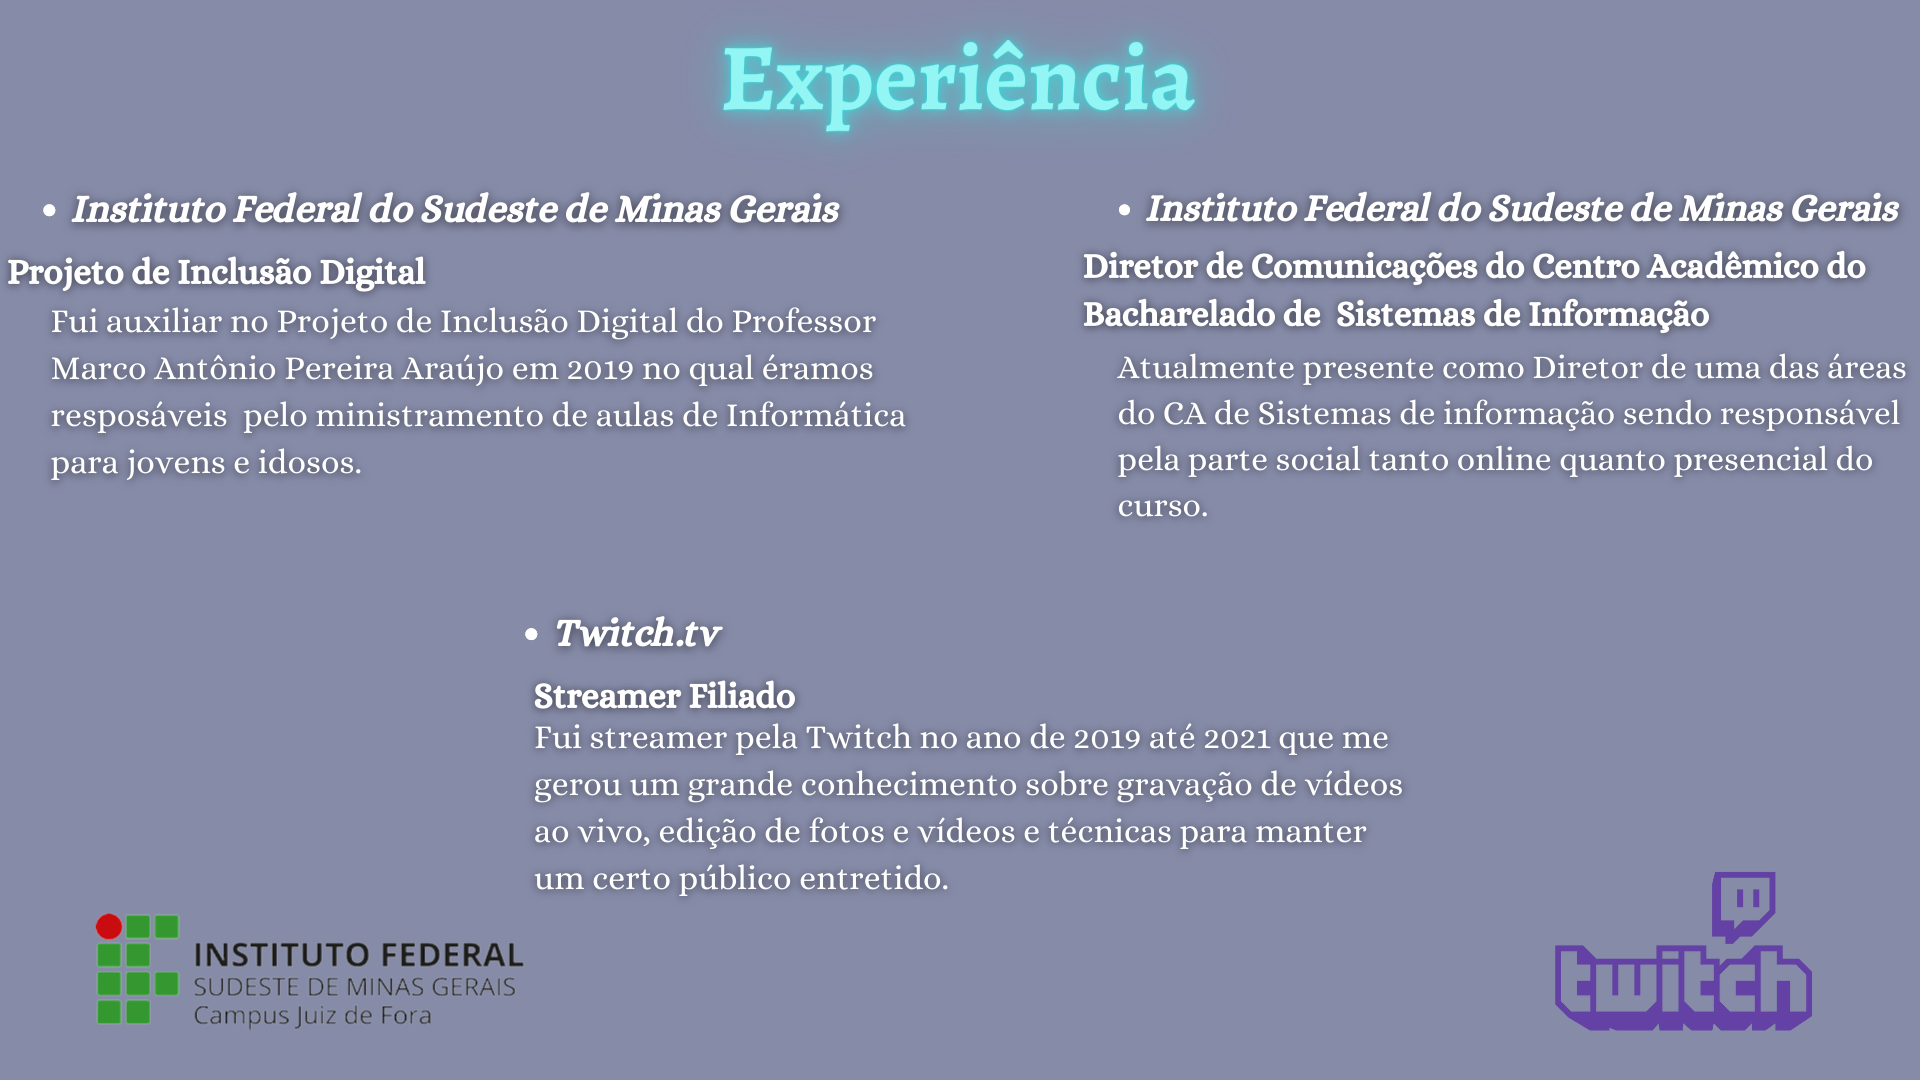 Experiência
• Instituto Federal do Sudeste de Minas Gerais
Projeto de Inclusão Digital
Fui auxiliar no Projeto de Inclusão Digital do Professor
Marco Antônio Pereira Araújo em 2019 no qual éramos
resposáveis  pelo ministramento de aulas de Informática
para jovens e idosos.
• Instituto Federal do Sudeste de Minas Gerais
Diretor de Comunicações do Centro Acadêmico do
Bacharelado de  Sistemas de Informação
Atualmente presente como Diretor de uma das áreas
do CA de Sistemas de informação sendo responsável
pela parte social tanto online quanto presencial do
curso.
• Twitch.tv
Streamer Filiado
Fui streamer pela Twitch no ano de 2019 até 2021 que me
gerou um grande conhecimento sobre gravação de vídeos
ao vivo, edição de fotos e vídeos e técnicas para manter
um certo público entretido.
INSTITUTO FEDERAL
SUDESTE DE MINAS GERAIS
Campus Juiz de Fora
twitch